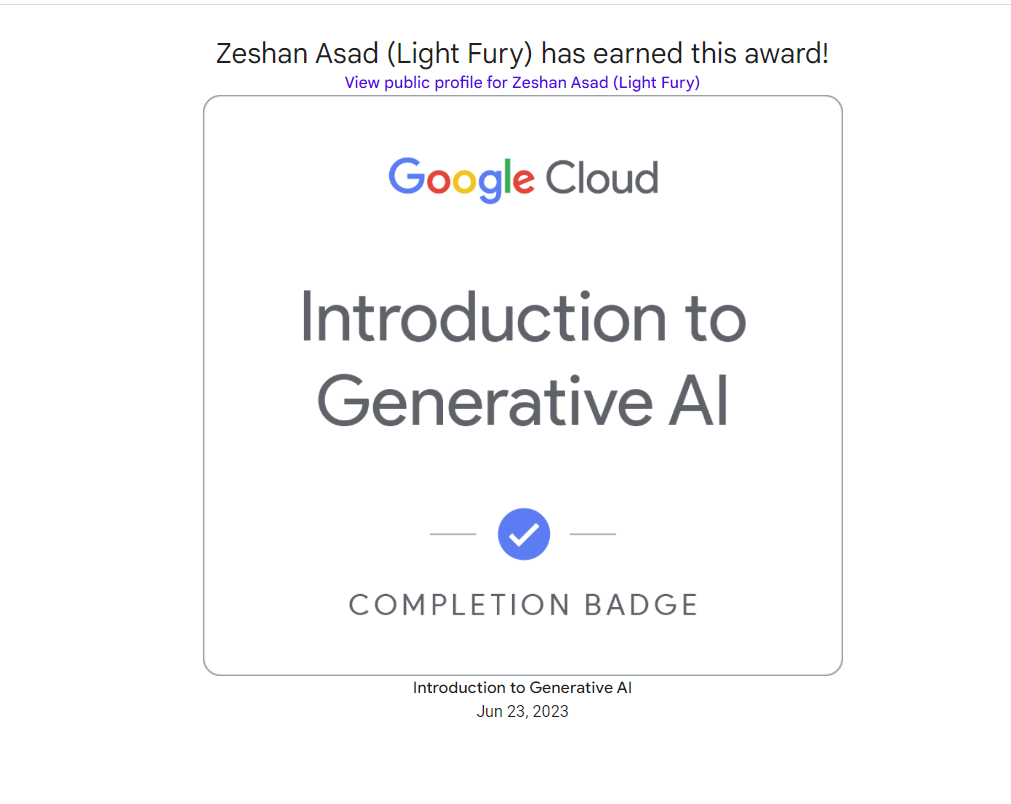 Zeshan Asad (Light Fury) has earned this award!
View public profile for Zeshan Asad (Light Fury)
Google Cloud
Introduction to
Generative AI
COMPLETION BADGE
Introduction to Generative AI
Jun 23, 2023